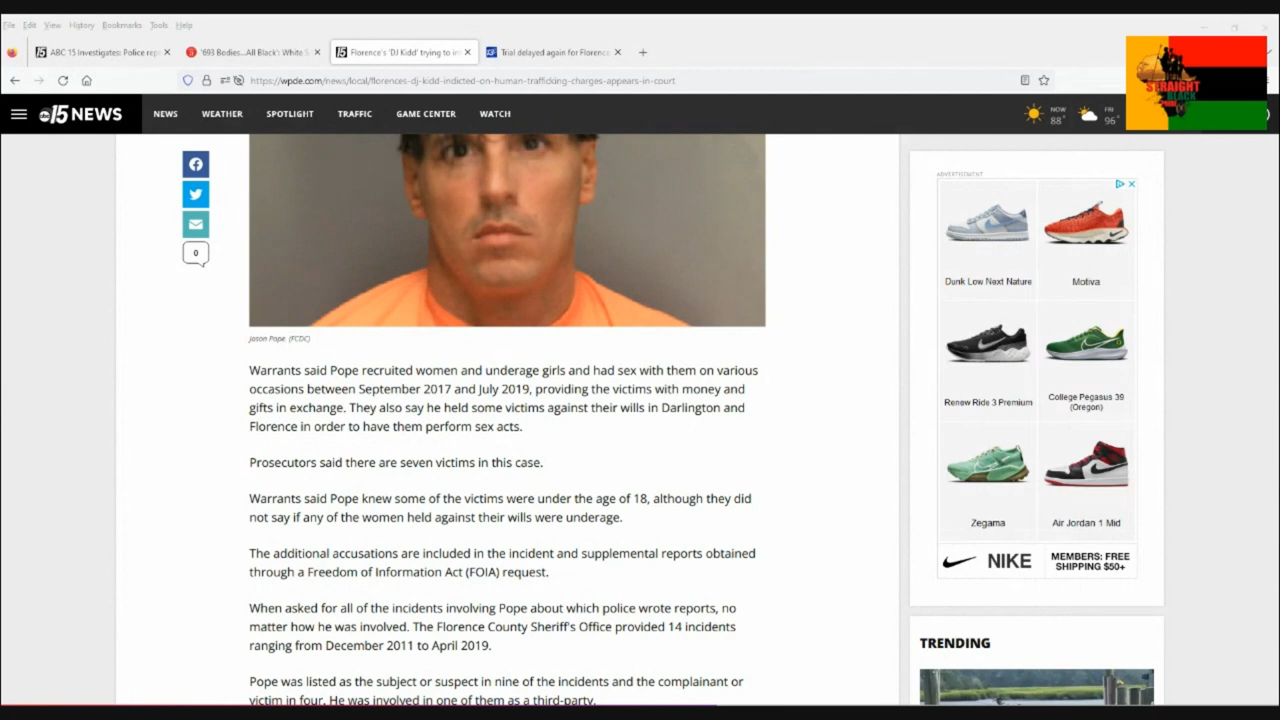 File Edit View History Bookmarks Tools Help
ABC 15 Investigates: Police rep
'693 Bodies...All Black': White S
Florence's 'DJ Kidd' trying to im
Trial delayed again for Florence
https://wpde.com/news/local/florences-dj-kidd-indicted-on-human-trafficking-charges-appears-in-court
STRAIGHT
BLACK
abc 15 NEWS
NEWS WEATHER SPOTLIGHT TRAFFIC GAME CENTER WATCH
NOW
88°
FRI
96°
0
Jason Pope (FCDC)
Warrants said Pope recruited women and underage girls and had sex with them on various
occasions between September 2017 and July 2019, providing the victims with money and
gifts in exchange. They also say he held some victims against their wills in Darlington and
Florence in order to have them perform sex acts.
Prosecutors said there are seven victims in this case.
Warrants said Pope knew some of the victims were under the age of 18, although they did
not say if any of the women held against their wills were underage.
The additional accusations are included in the incident and supplemental reports obtained
through a Freedom of Information Act (FOIA) request.
When asked for all of the incidents involving Pope about which police wrote reports, no
matter how he was involved. The Florence County Sheriff's Office provided 14 incidents
ranging from December 2011 to April 2019.
Pope was listed as the subject or suspect in nine of the incidents and the complainant or
victim in four. He was involved in one of them as a third-party.
ADVERTISEMENT
Dunk Low Next Nature
Motiva
Renew Ride 3 Premium
College Pegasus 39
(Oregon)
Zegama
Air Jordan 1 Mid
NIKE
MEMBERS: FREE
SHIPPING $50+
TRENDING